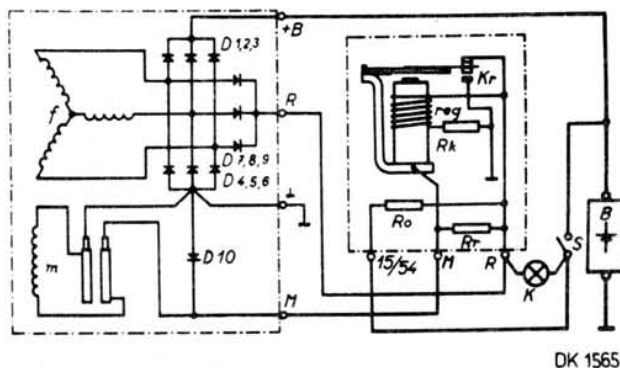 D 1,2,3
+B
f
R
D 7,8,9
D 4,5,6
⊥
m
D 10
M
Kr
reg
Rk
Ro
Rr
15/54
M
R
K
S
B
DK 1565